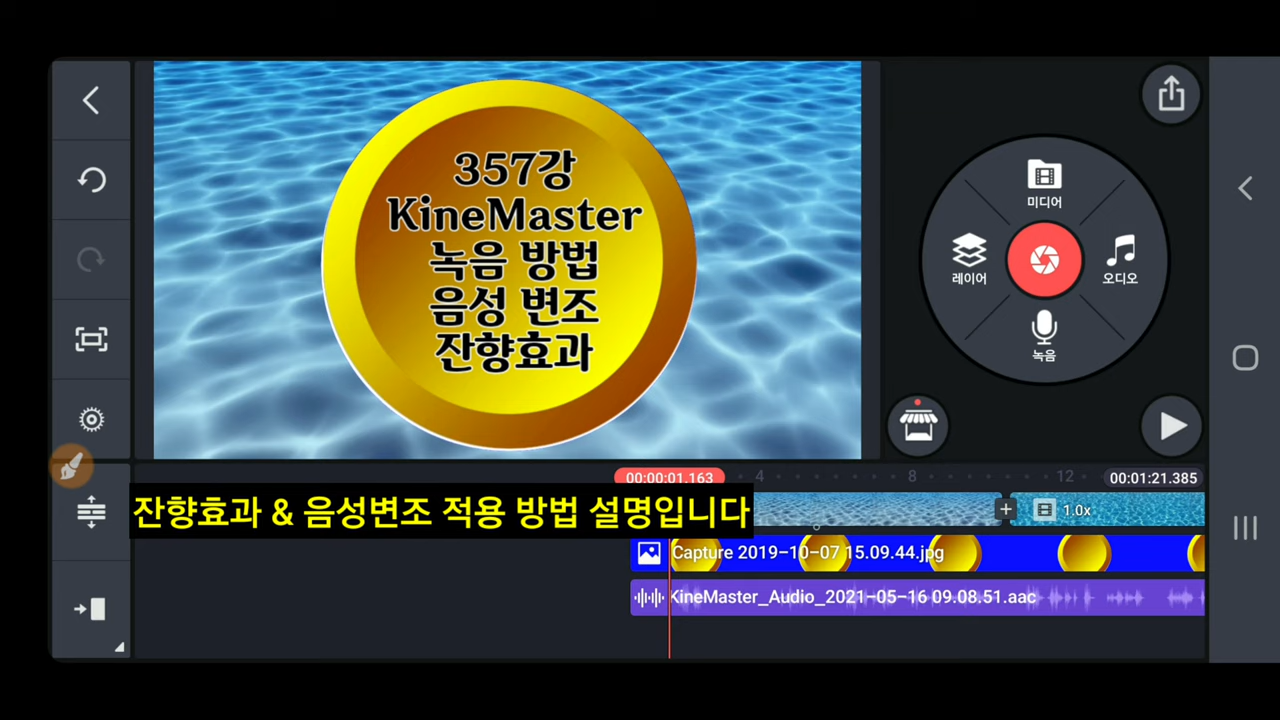 357강
KineMaster
녹음 방법
음성 변조
잔향효과
미디어
레이어
오디오
녹음
00:00:01.163
4
8
12
00:01:21.385
잔향효과 & 음성변조 적용 방법 설명입니다
1.0x
Capture 2019-10-07 15.09.44.jpg
KineMaster_Audio_2021-05-16 09.08.51.aac